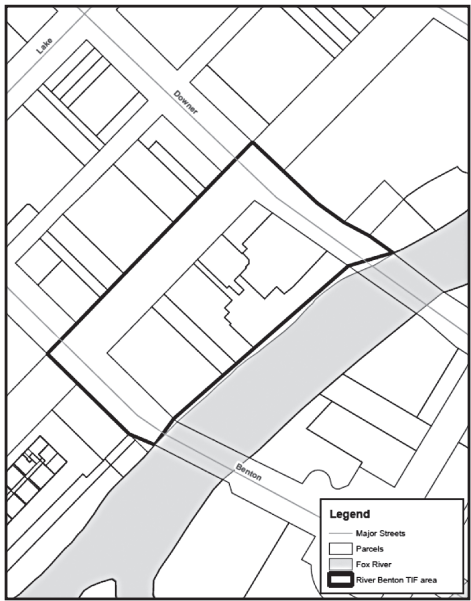 Lake
Downer
Benton
Legend
Major Streets
Parcels
Fox River
River Benton TIF area